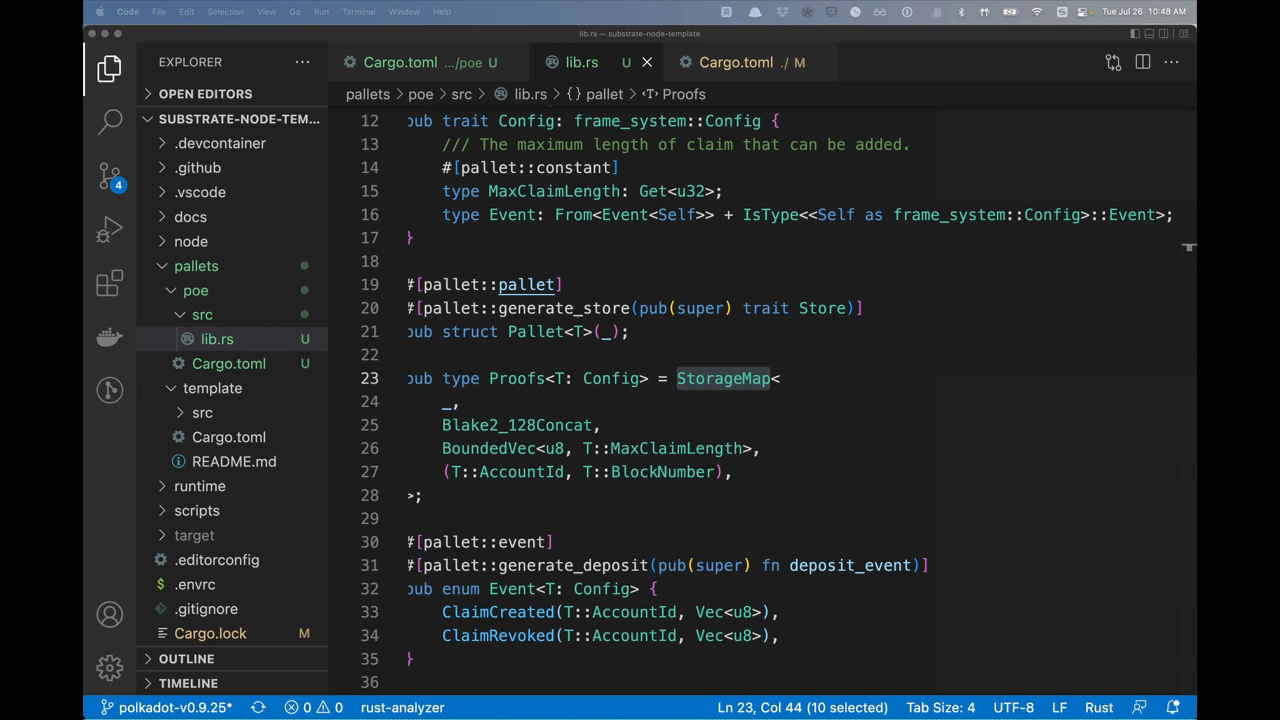 Code File Edit Selection View Go Run Terminal Window Help Tue Jul 26 10:48 AM
lib.rs — substrate-node-template
EXPLORER
Cargo.toml .../poe U
lib.rs U
Cargo.toml ./ M
OPEN EDITORS
pallets > poe > src > lib.rs > {} pallet > Proofs
SUBSTRATE-NODE-TEM...
.devcontainer
.github
.vscode
docs
node
pallets
poe
src
lib.rs U
Cargo.toml U
template
src
Cargo.toml
README.md
runtime
scripts
target
.editorconfig
.envrc
.gitignore
Cargo.lock M
OUTLINE
TIMELINE
4
12 pub trait Config: frame_system::Config {
13 /// The maximum length of claim that can be added.
14 #[pallet::constant]
15 type MaxClaimLength: Get<u32>;
16 type Event: From<Event<Self>> + IsType<<Self as frame_system::Config>::Event>;
17 }
18
19 #[pallet::pallet]
20 #[pallet::generate_store(pub(super) trait Store)]
21 pub struct Pallet<T>(_);
22
23 pub type Proofs<T: Config> = StorageMap<
24 _,
25 Blake2_128Concat,
26 BoundedVec<u8, T::MaxClaimLength>,
27 (T::AccountId, T::BlockNumber),
28 >;
29
30 #[pallet::event]
31 #[pallet::generate_deposit(pub(super) fn deposit_event)]
32 pub enum Event<T: Config> {
33 ClaimCreated(T::AccountId, Vec<u8>),
34 ClaimRevoked(T::AccountId, Vec<u8>),
35 }
36
polkadot-v0.9.25* 0 0 rust-analyzer Ln 23, Col 44 (10 selected) Tab Size: 4 UTF-8 LF Rust